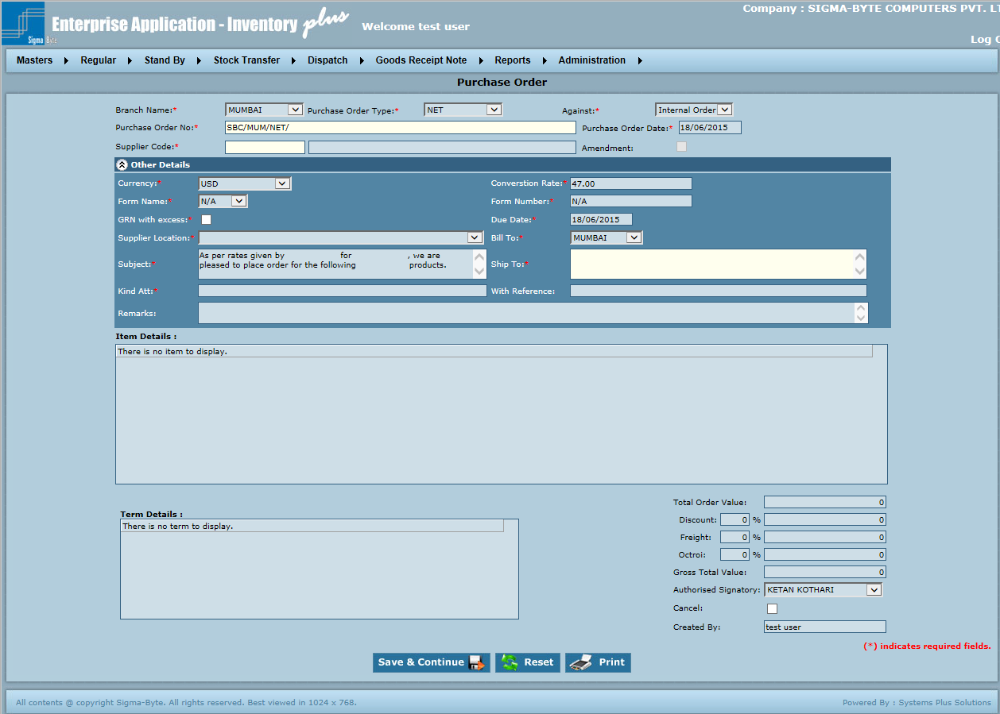 Company : SIGMA-BYTE COMPUTERS PVT.
Enterprise Application - Inventory plus
Welcome test user
Sigma Byte
Log
Masters Regular Stand By Stock Transfer Dispatch Goods Receipt Note Reports Administration
Purchase Order
Branch Name:* MUMBAI Purchase Order Type:* NET Against:* Internal Order
Purchase Order No:* SBC/MUM/NET/ Purchase Order Date:* 18/06/2015
Supplier Code:* Amendment:
Other Details
Currency:* USD Converstion Rate:* 47.00
Form Name:* N/A Form Number:* N/A
GRN with excess:* Due Date:* 18/06/2015
Supplier Location:* Bill To:* MUMBAI
Subject:* As per rates given by for , we are
pleased to place order for the following products.
Ship To:*
Kind Att:* With Reference:
Remarks:
Item Details :
There is no item to display.
Total Order Value: 0
Term Details :
There is no term to display.
Discount: 0 % 0
Freight: 0 % 0
Octroi: 0 % 0
Gross Total Value: 0
Authorised Signatory: KETAN KOTHARI
Cancel:
Created By: test user
(*) indicates required fields.
Save & Continue Reset Print
All contents @ copyright Sigma-Byte. All rights reserved. Best viewed in 1024 x 768. Powered By : Systems Plus Solutions